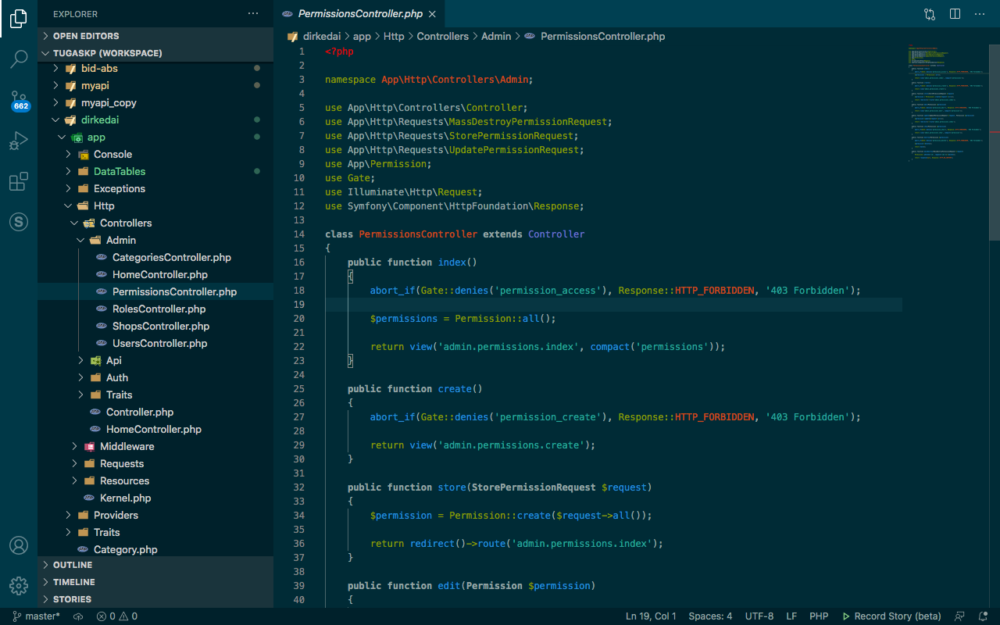 EXPLORER
OPEN EDITORS
TUGASKP (WORKSPACE)
bid-abs
myapi
myapi_copy
dirkedai
app
Console
DataTables
Exceptions
Http
Controllers
Admin
CategoriesController.php
HomeController.php
PermissionsController.php
RolesController.php
ShopsController.php
UsersController.php
Api
Auth
Traits
Controller.php
HomeController.php
Middleware
Requests
Resources
Kernel.php
Providers
Traits
Category.php
OUTLINE
TIMELINE
STORIES
662
PermissionsController.php
dirkedai > app > Http > Controllers > Admin > PermissionsController.php
1 <?php
2
3 namespace App\Http\Controllers\Admin;
4
5 use App\Http\Controllers\Controller;
6 use App\Http\Requests\MassDestroyPermissionRequest;
7 use App\Http\Requests\StorePermissionRequest;
8 use App\Http\Requests\UpdatePermissionRequest;
9 use App\Permission;
10 use Gate;
11 use Illuminate\Http\Request;
12 use Symfony\Component\HttpFoundation\Response;
13
14 class PermissionsController extends Controller
15 {
16 public function index()
17 {
18 abort_if(Gate::denies('permission_access'), Response::HTTP_FORBIDDEN, '403 Forbidden');
19
20 $permissions = Permission::all();
21
22 return view('admin.permissions.index', compact('permissions'));
23 }
24
25 public function create()
26 {
27 abort_if(Gate::denies('permission_create'), Response::HTTP_FORBIDDEN, '403 Forbidden');
28
29 return view('admin.permissions.create');
30 }
31
32 public function store(StorePermissionRequest $request)
33 {
34 $permission = Permission::create($request->all());
35
36 return redirect()->route('admin.permissions.index');
37 }
38
39 public function edit(Permission $permission)
40 {
master* 0 0 Ln 19, Col 1 Spaces: 4 UTF-8 LF PHP Record Story (beta)